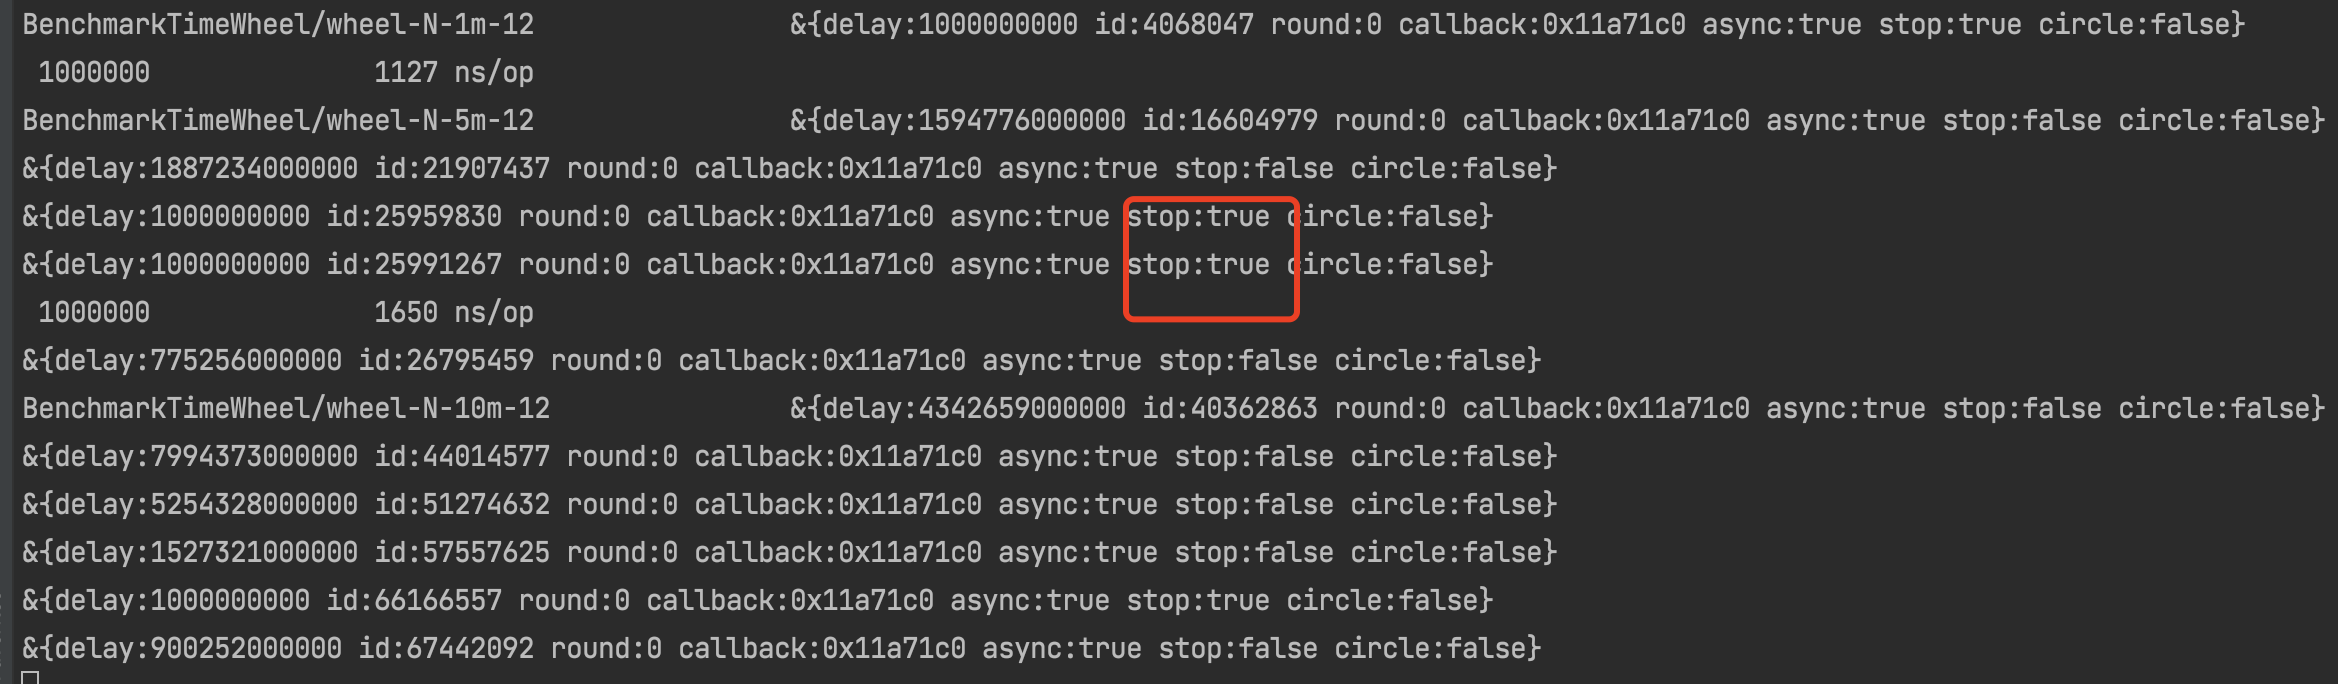 BenchmarkTimeWheel/wheel-N-1m-12                &{delay:1000000000 id:4068047 round:0 callback:0x11a71c0 async:true stop:true circle:false}
 1000000              1127 ns/op
BenchmarkTimeWheel/wheel-N-5m-12                &{delay:1594776000000 id:16604979 round:0 callback:0x11a71c0 async:true stop:false circle:false}
&{delay:1887234000000 id:21907437 round:0 callback:0x11a71c0 async:true stop:false circle:false}
&{delay:1000000000 id:25959830 round:0 callback:0x11a71c0 async:true stop:true circle:false}
&{delay:1000000000 id:25991267 round:0 callback:0x11a71c0 async:true stop:true circle:false}
 1000000              1650 ns/op
&{delay:775256000000 id:26795459 round:0 callback:0x11a71c0 async:true stop:false circle:false}
BenchmarkTimeWheel/wheel-N-10m-12               &{delay:4342659000000 id:40362863 round:0 callback:0x11a71c0 async:true stop:false circle:false}
&{delay:7994373000000 id:44014577 round:0 callback:0x11a71c0 async:true stop:false circle:false}
&{delay:5254328000000 id:51274632 round:0 callback:0x11a71c0 async:true stop:false circle:false}
&{delay:1527321000000 id:57557625 round:0 callback:0x11a71c0 async:true stop:false circle:false}
&{delay:1000000000 id:66166557 round:0 callback:0x11a71c0 async:true stop:true circle:false}
&{delay:900252000000 id:67442092 round:0 callback:0x11a71c0 async:true stop:false circle:false}